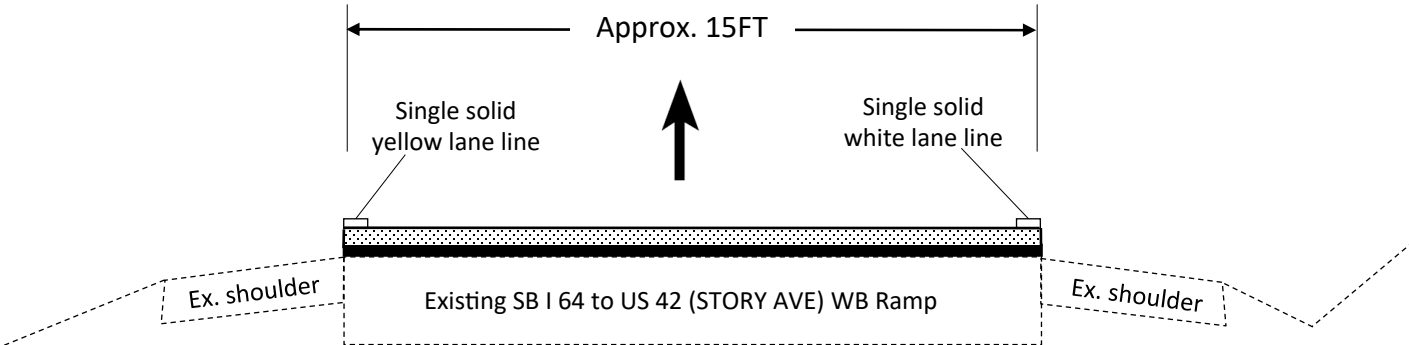 Approx. 15FT
Single solid
yellow lane line
Single solid
white lane line
Ex. shoulder
Existing SB I 64 to US 42 (STORY AVE) WB Ramp
Ex. shoulder